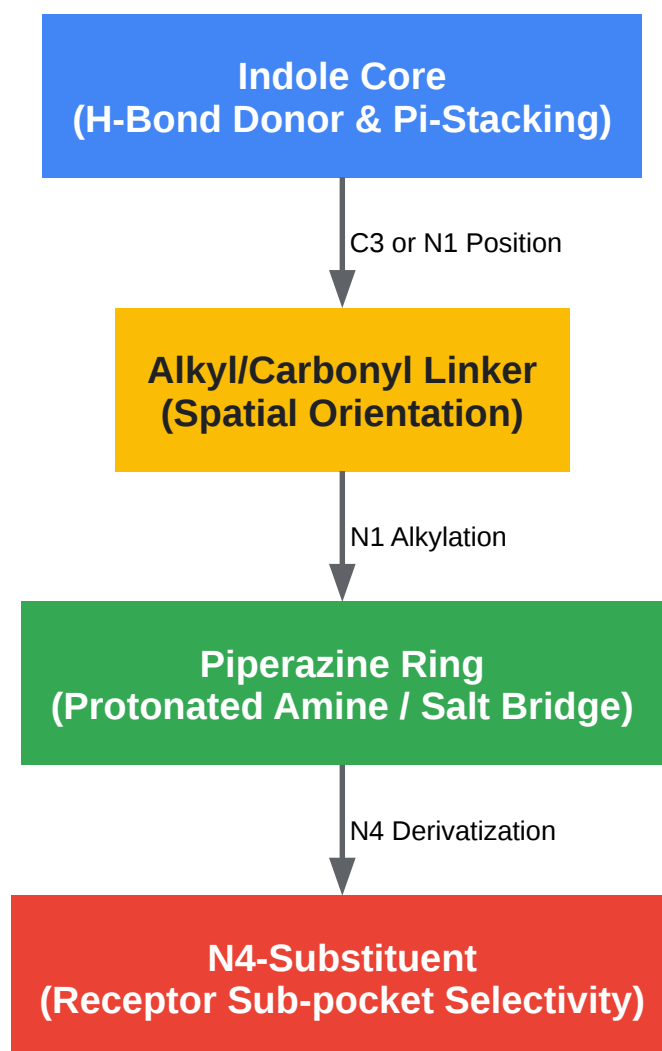 Indole Core
(H-Bond Donor & Pi-Stacking)
C3 or N1 Position
Alkyl/Carbonyl Linker
(Spatial Orientation)
N1 Alkylation
Piperazine Ring
(Protonated Amine / Salt Bridge)
N4 Derivatization
N4-Substituent
(Receptor Sub-pocket Selectivity)